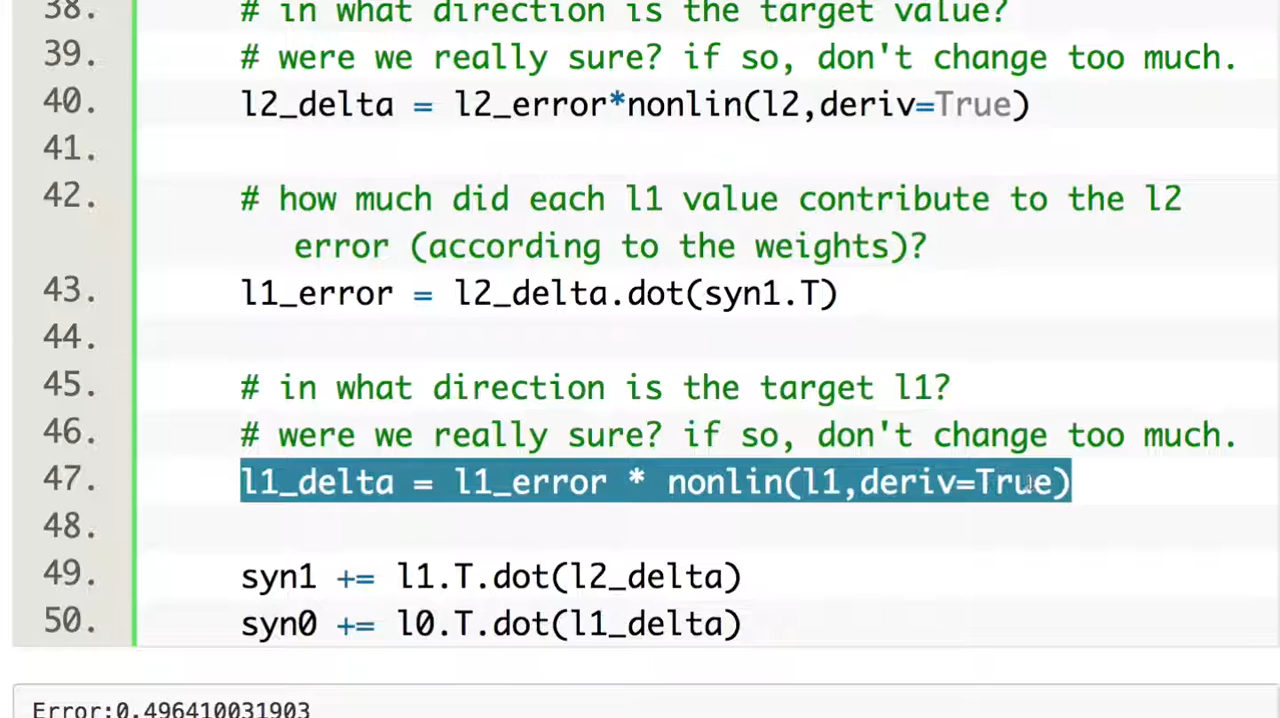 38. # in what direction is the target value?
39. # were we really sure? if so, don't change too much.
40. l2_delta = l2_error*nonlin(l2,deriv=True)
41.
42. # how much did each l1 value contribute to the l2
error (according to the weights)?
43. l1_error = l2_delta.dot(syn1.T)
44.
45. # in what direction is the target l1?
46. # were we really sure? if so, don't change too much.
47. l1_delta = l1_error * nonlin(l1,deriv=True)
48.
49. syn1 += l1.T.dot(l2_delta)
50. syn0 += l0.T.dot(l1_delta)
Error:0.496410031903